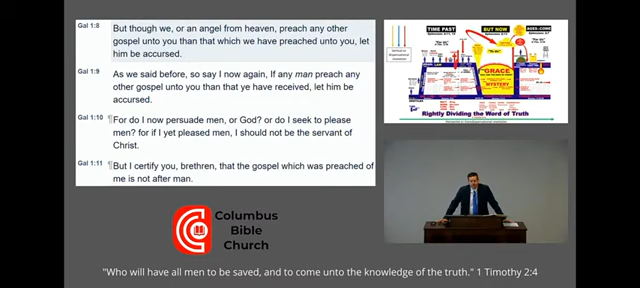 Gal 1:8
But though we, or an angel from heaven, preach any other
gospel unto you than that which we have preached unto you, let
him be accursed.
Gal 1:9
As we said before, so say I now again, If any man preach any
other gospel unto you than that ye have received, let him be
accursed.
Gal 1:10
¶For do I now persuade men, or God? or do I seek to please
men? for if I yet pleased men, I should not be the servant of
Christ.
Gal 1:11
¶But I certify you, brethren, that the gospel which was preached of
me is not after man.
TIME PAST
BUT NOW
AGES to COME
GRACE
MYSTERY
Rightly Dividing the Word of Truth
Columbus
Bible
Church
"Who will have all men to be saved, and to come unto the knowledge of the truth." 1 Timothy 2:4